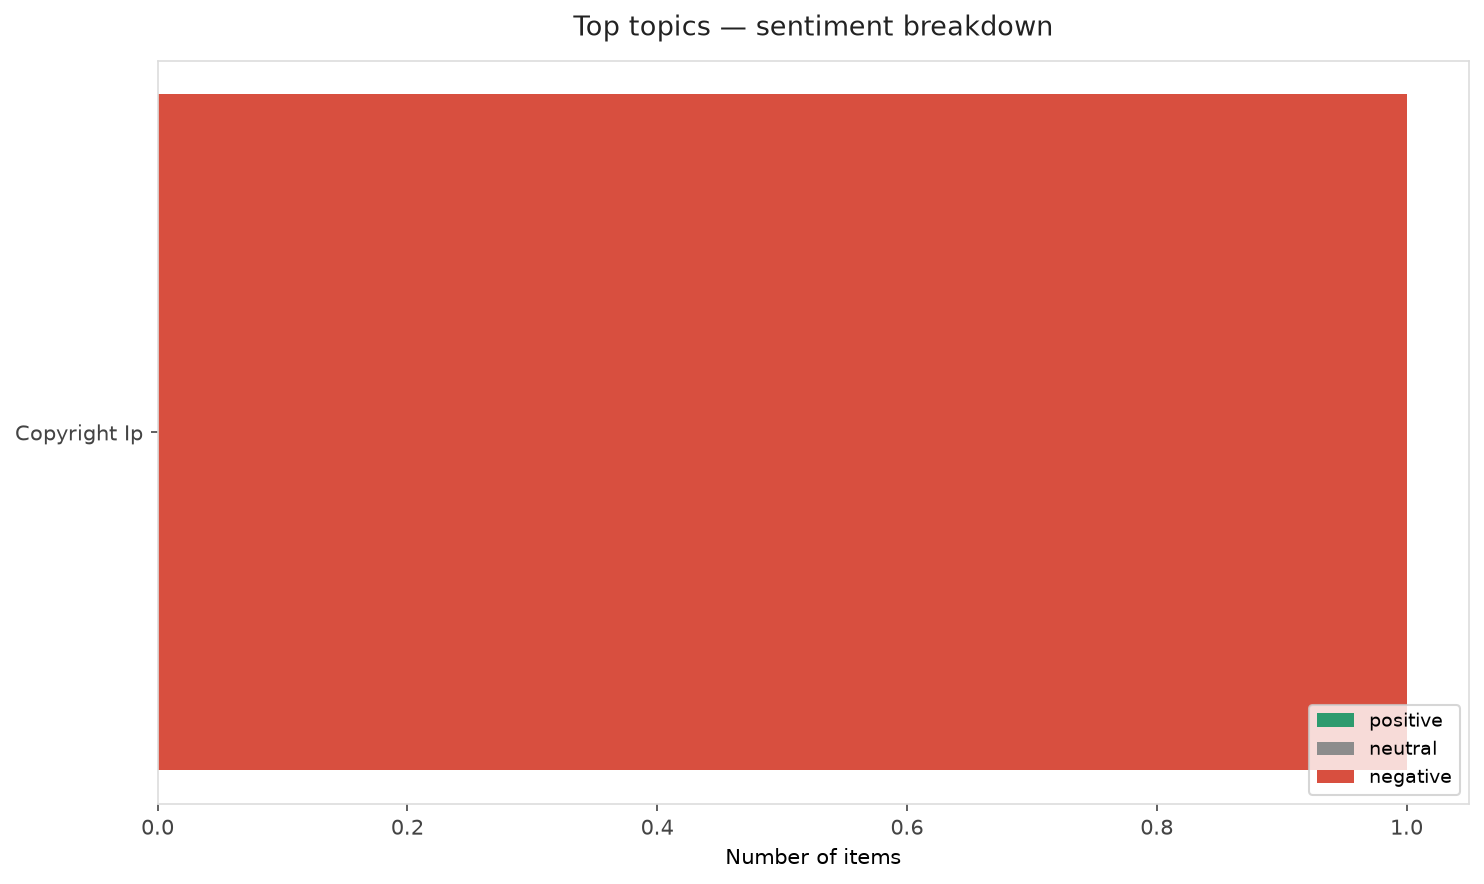 Top topics — sentiment breakdown
Copyright Ip
positive
neutral
negative
0.0 0.2 0.4 0.6 0.8 1.0
Number of items